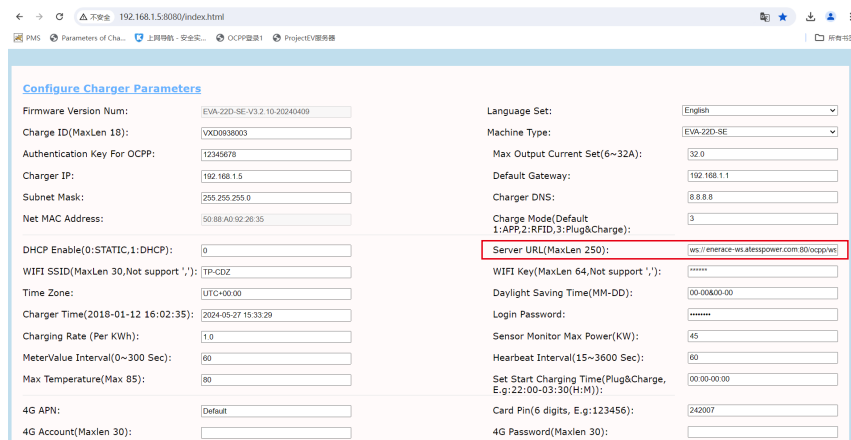 不安全 192.168.1.5:8080/index.html
PMS Parameters of Cha... 上网导航 - 安全实... OCPP登录1 ProjectEV服务器 所有书签
Configure Charger Parameters
Firmware Version Num: EVA-22D-SE-V3.2.10-20240409 Language Set: English
Charge ID(MaxLen 18): VXD0938003 Machine Type: EVA-22D-SE
Authentication Key For OCPP: 12345678 Max Output Current Set(6~32A): 32.0
Charger IP: 192.168.1.5 Default Gateway: 192.168.1.1
Subnet Mask: 255.255.255.0 Charger DNS: 8.8.8.8
Net MAC Address: 50:88:A0:92:26:35 Charge Mode(Default
1:APP,2:RFID,3:Plug&Charge): 3
DHCP Enable(0:STATIC,1:DHCP): 0 Server URL(MaxLen 250): ws:// enerace-ws.atesspower.com:80/ocpp/ws
WIFI SSID(MaxLen 30,Not support ','): TP-CDZ WIFI Key(MaxLen 64,Not support ','): ******
Time Zone: UTC+00:00 Daylight Saving Time(MM-DD): 00-00&00-00
Charger Time(2018-01-12 16:02:35): 2024-05-27 15:33:29 Login Password: ••••••••
Charging Rate (Per KWh): 1.0 Sensor Monitor Max Power(KW): 45
MeterValue Interval(0~300 Sec): 60 Hearbeat Interval(15~3600 Sec): 60
Max Temperature(Max 85): 80 Set Start Charging Time(Plug&Charge,
E.g:22:00-03:30(H:M)): 00:00-00:00
4G APN: Default Card Pin(6 digits, E.g:123456): 242007
4G Account(Maxlen 30): 4G Password(Maxlen 30):